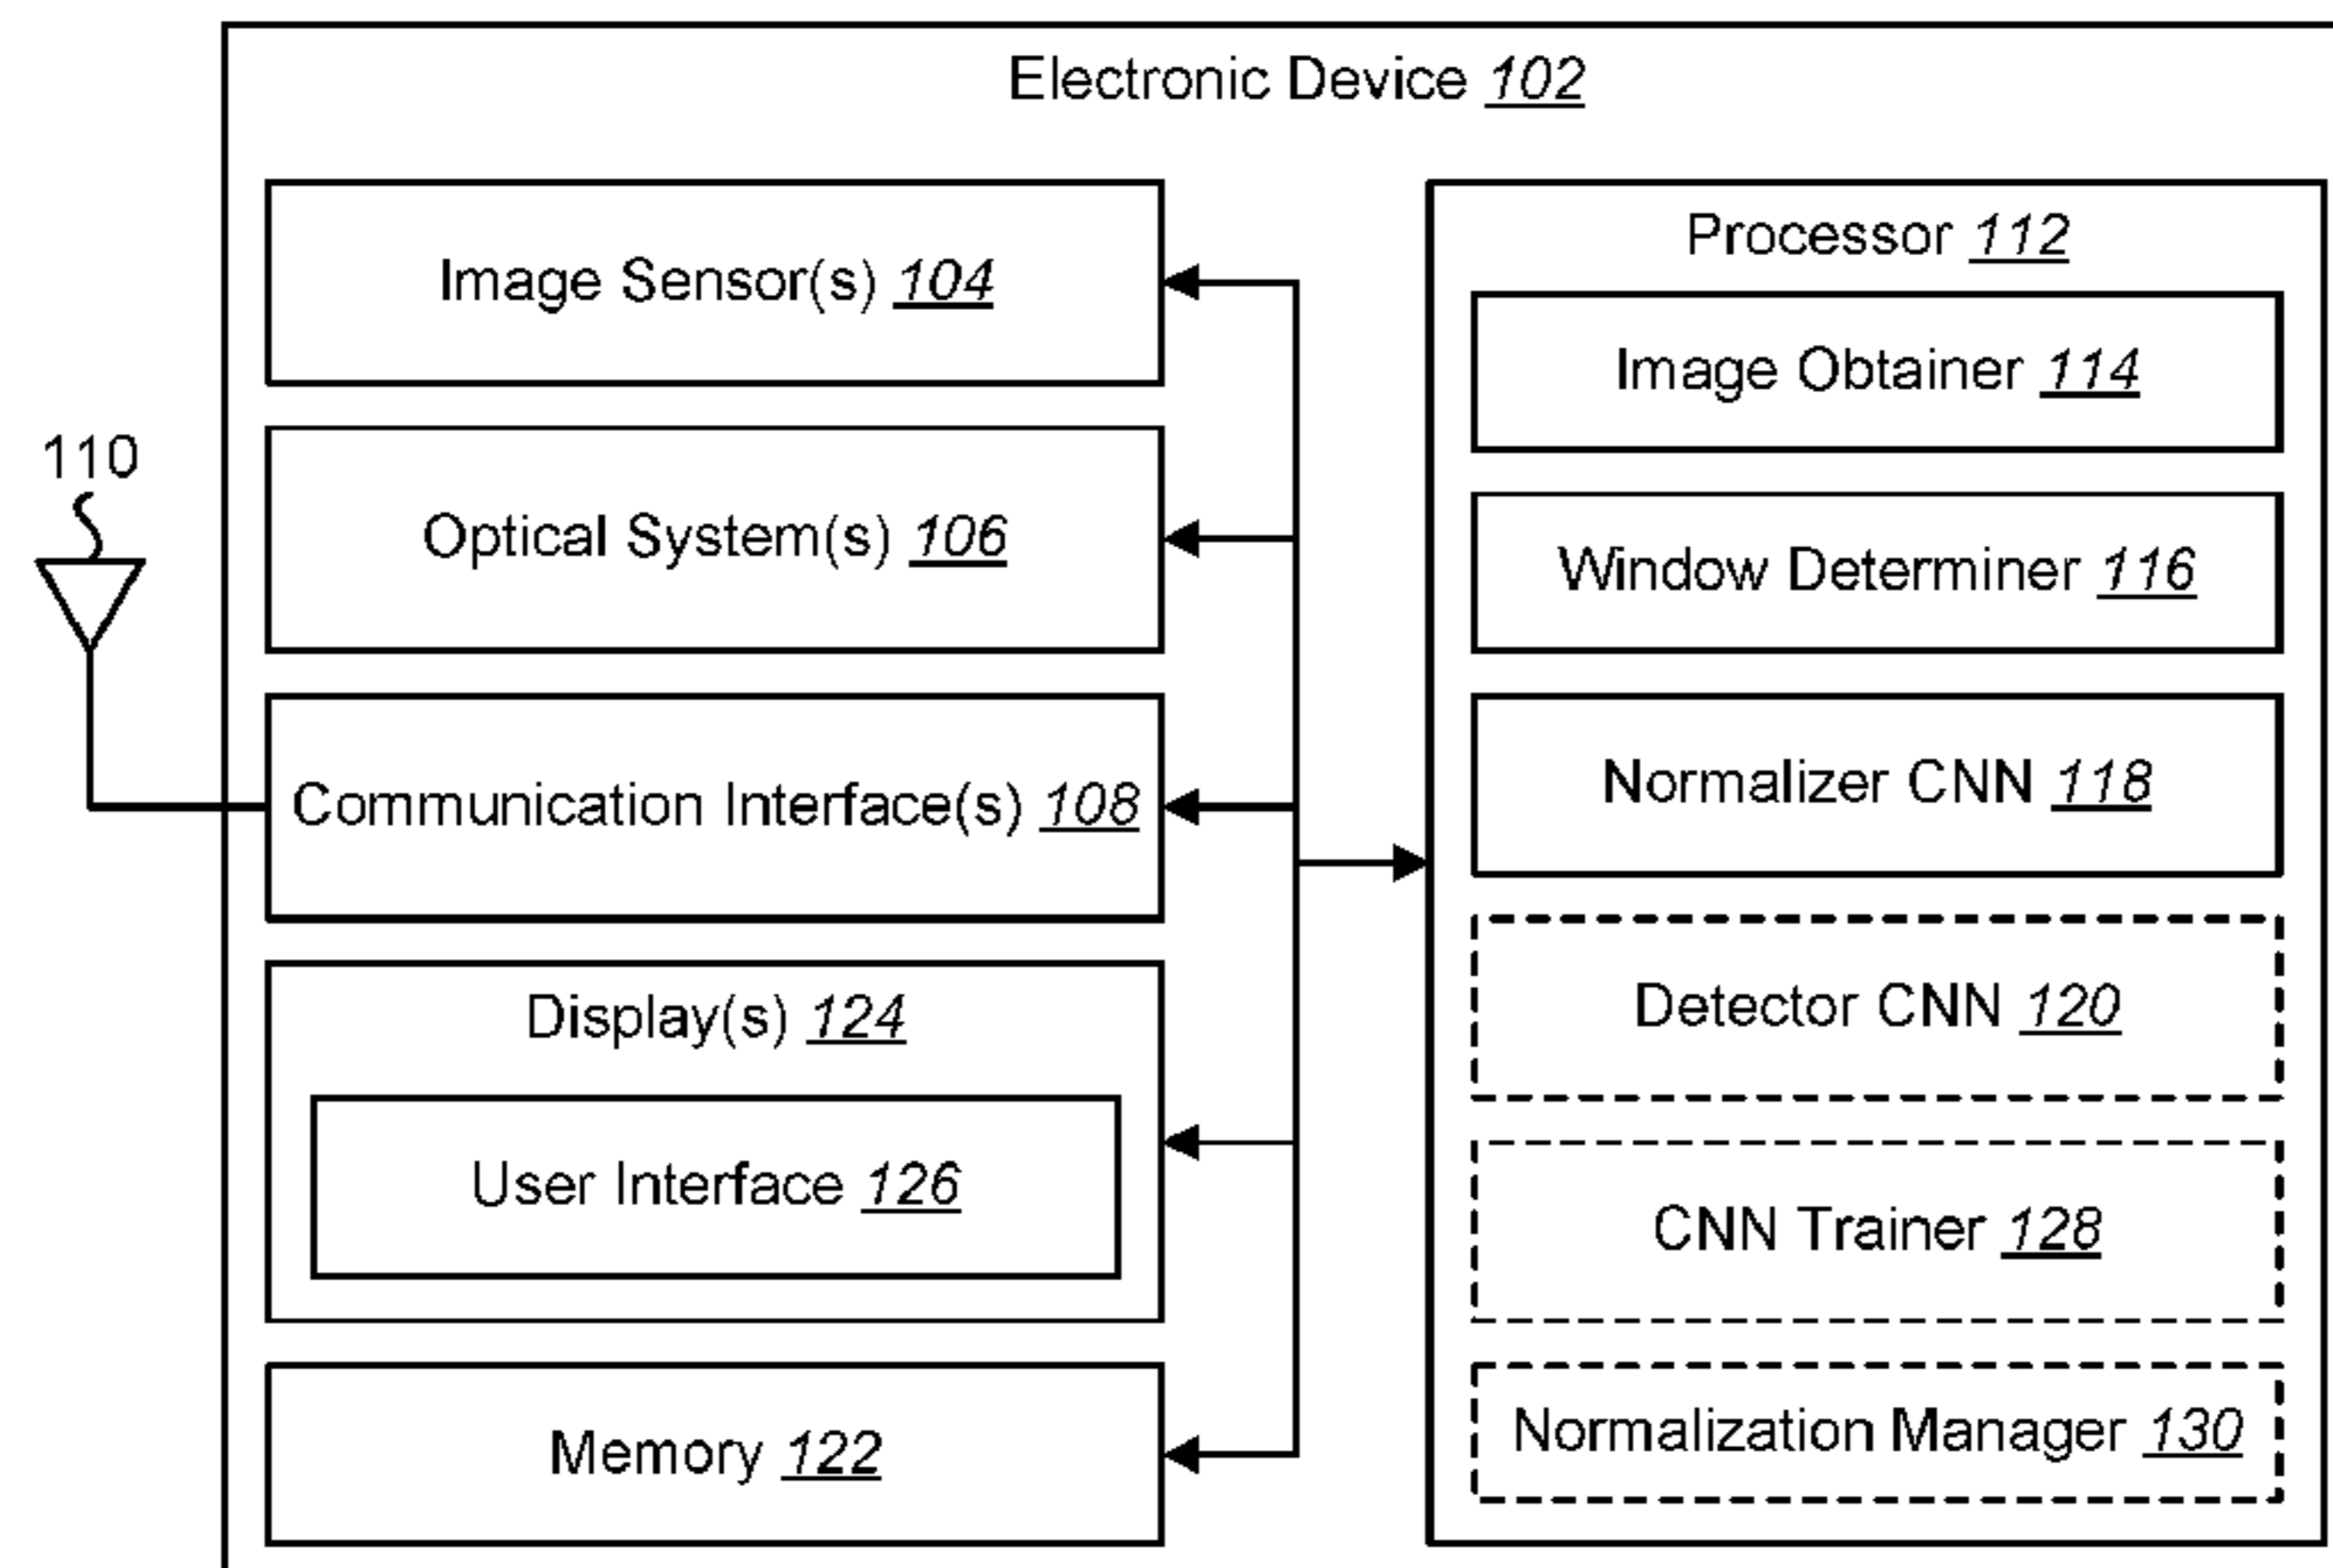 Electronic Device 102
Image Sensor(s) 104
Optical System(s) 106
110
Communication Interface(s) 108
Display(s) 124
User Interface 126
Memory 122
Processor 112
Image Obtainer 114
Window Determiner 116
Normalizer CNN 118
Detector CNN 120
CNN Trainer 128
Normalization Manager 130